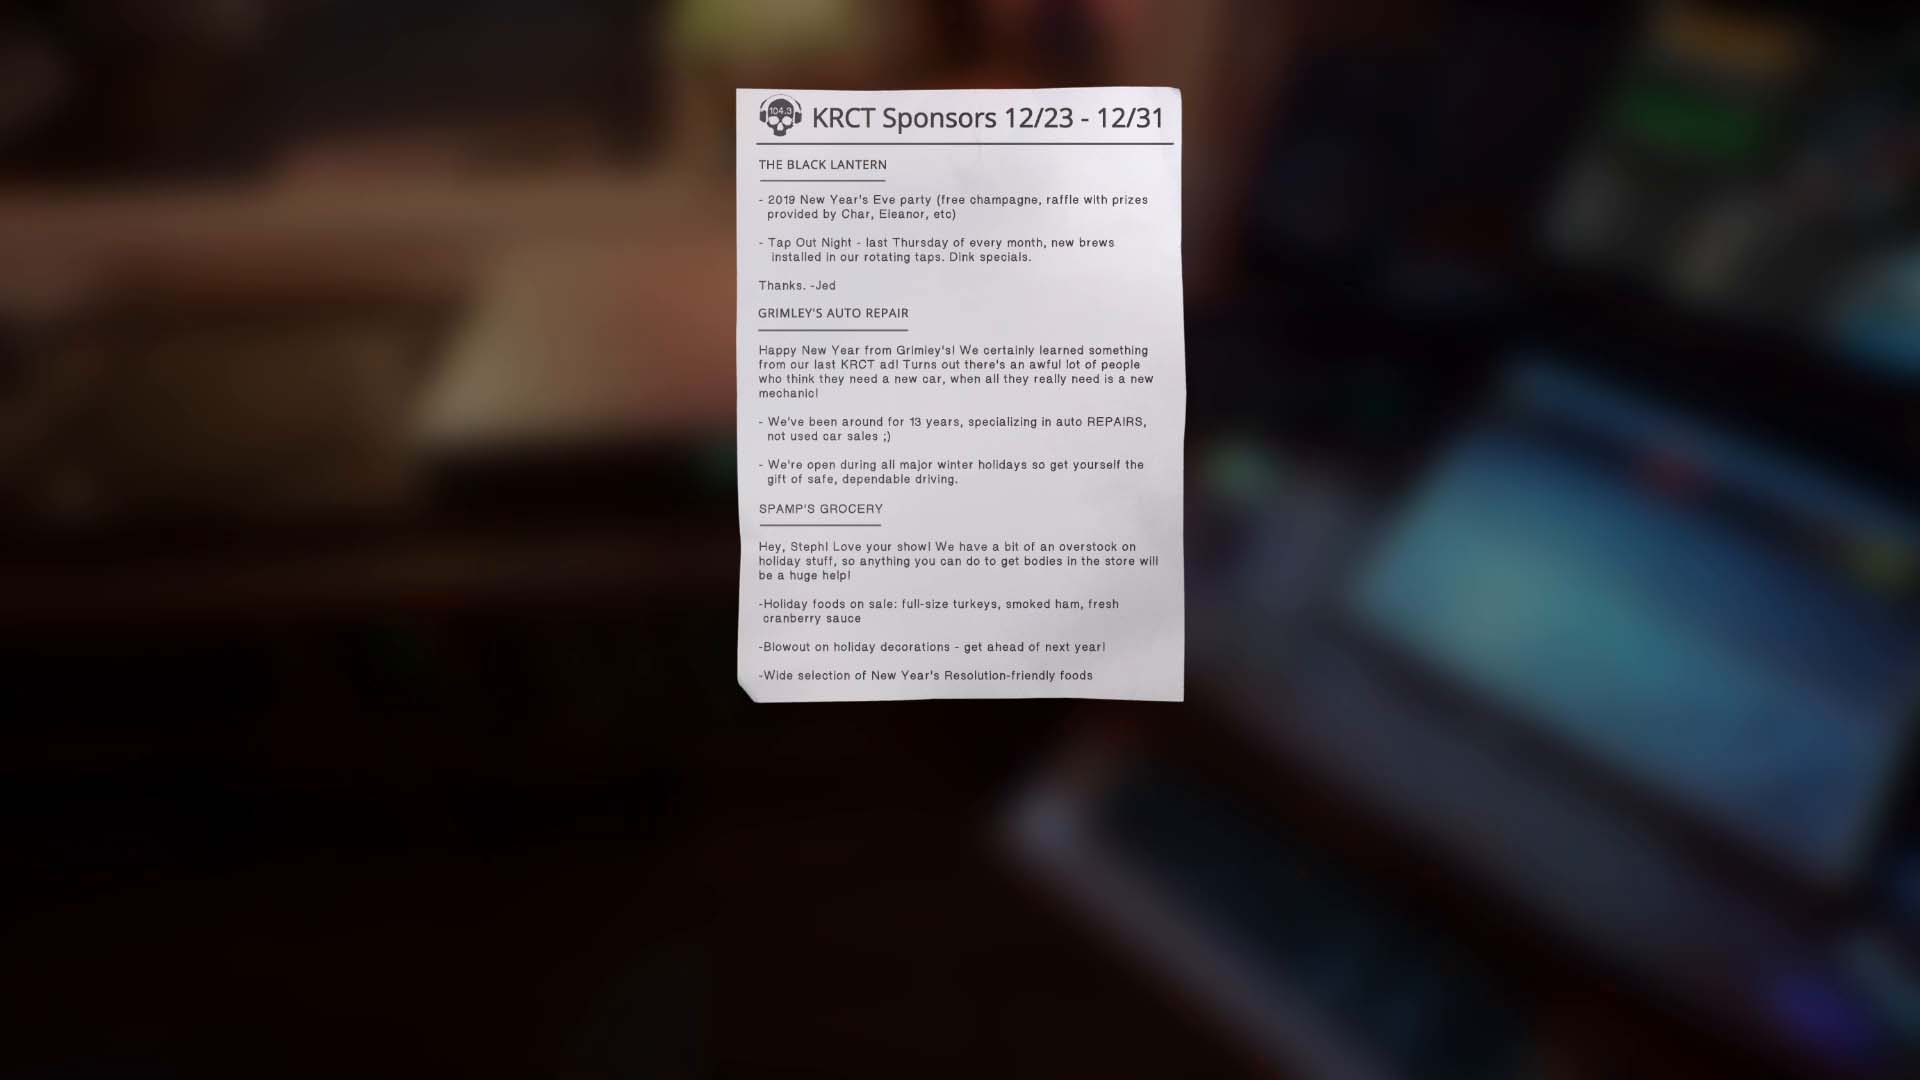 104.3
KRCT Sponsors 12/23 - 12/31
THE BLACK LANTERN
- 2019 New Year's Eve party (free champagne, raffle with prizes
provided by Char, Eleanor, etc)
- Tap Out Night - last Thursday of every month, new brews
installed in our rotating taps. Dink specials.
Thanks. -Jed
GRIMLEY'S AUTO REPAIR
Happy New Year from Grimley's! We certainly learned something
from our last KRCT ad! Turns out there's an awful lot of people
who think they need a new car, when all they really need is a new
mechanic!
- We've been around for 13 years, specializing in auto REPAIRS,
not used car sales ;)
- We're open during all major winter holidays so get yourself the
gift of safe, dependable driving.
SPAMP'S GROCERY
Hey, Steph! Love your show! We have a bit of an overstock on
holiday stuff, so anything you can do to get bodies in the store will
be a huge help!
-Holiday foods on sale: full-size turkeys, smoked ham, fresh
cranberry sauce
-Blowout on holiday decorations - get ahead of next year!
-Wide selection of New Year's Resolution-friendly foods